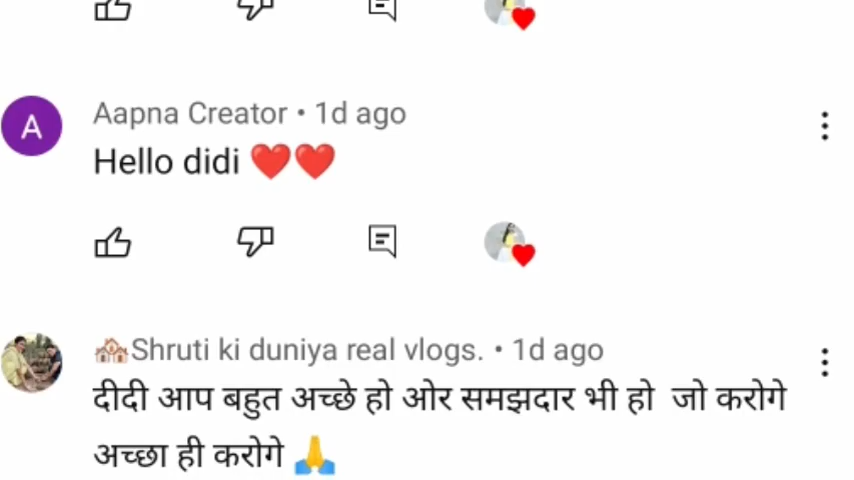 Aapna Creator • 1d ago
Hello didi ❤️❤️
🏘️Shruti ki duniya real vlogs. • 1d ago
दीदी आप बहुत अच्छे हो ओर समझदार भी हो जो करोगे
अच्छा ही करोगे 🙏